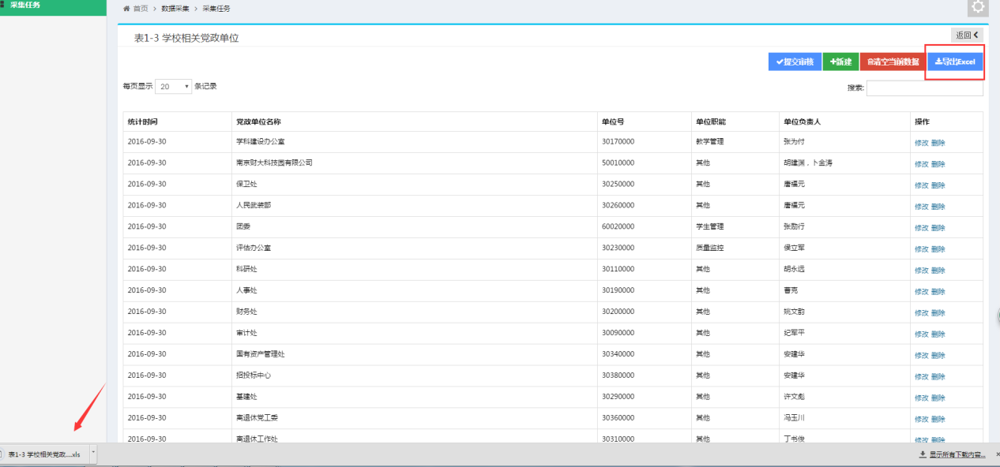 采集任务
首页 > 数据采集 > 采集任务
表1-3 学校相关党政单位
返回
提交审核 新建 清空当前数据 导出Excel
每页显示 20 条记录
搜索:
统计时间 党政单位名称 单位号 单位职能 单位负责人 操作
2016-09-30 学科建设办公室 30170000 教学管理 张为付 修改 删除
2016-09-30 南京财大科技园有限公司 50010000 其他 胡建渊，卜金涛 修改 删除
2016-09-30 保卫处 30250000 其他 唐福元 修改 删除
2016-09-30 人民武装部 30260000 其他 唐福元 修改 删除
2016-09-30 团委 60020000 学生管理 张励行 修改 删除
2016-09-30 评估办公室 30230000 质量监控 侯立军 修改 删除
2016-09-30 科研处 30110000 其他 胡永远 修改 删除
2016-09-30 人事处 30190000 其他 曹亮 修改 删除
2016-09-30 财务处 30200000 其他 姚文韵 修改 删除
2016-09-30 审计处 30090000 其他 纪军平 修改 删除
2016-09-30 国有资产管理处 30340000 其他 安建华 修改 删除
2016-09-30 招投标中心 30380000 其他 安建华 修改 删除
2016-09-30 基建处 30290000 其他 许文彪 修改 删除
2016-09-30 离退休党工委 30360000 其他 冯玉川 修改 删除
2016-09-30 离退休工作处 30310000 其他 丁书俊 修改 删除
表1-3 学校相关党政....xls
显示所有下载内容...